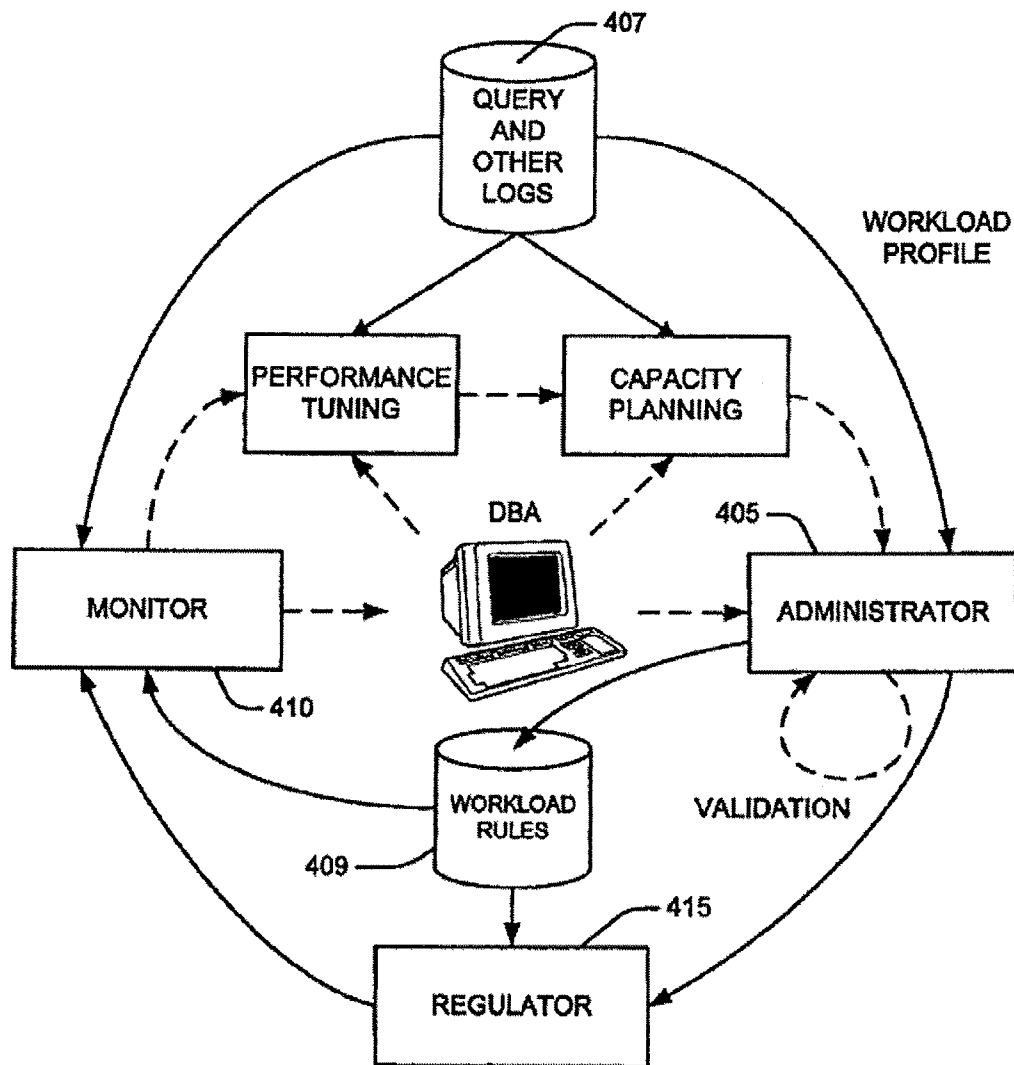 407
QUERY
AND
OTHER
LOGS
WORKLOAD
PROFILE
PERFORMANCE
TUNING
CAPACITY
PLANNING
DBA
405
MONITOR
ADMINISTRATOR
410
WORKLOAD
RULES
VALIDATION
409
415
REGULATOR